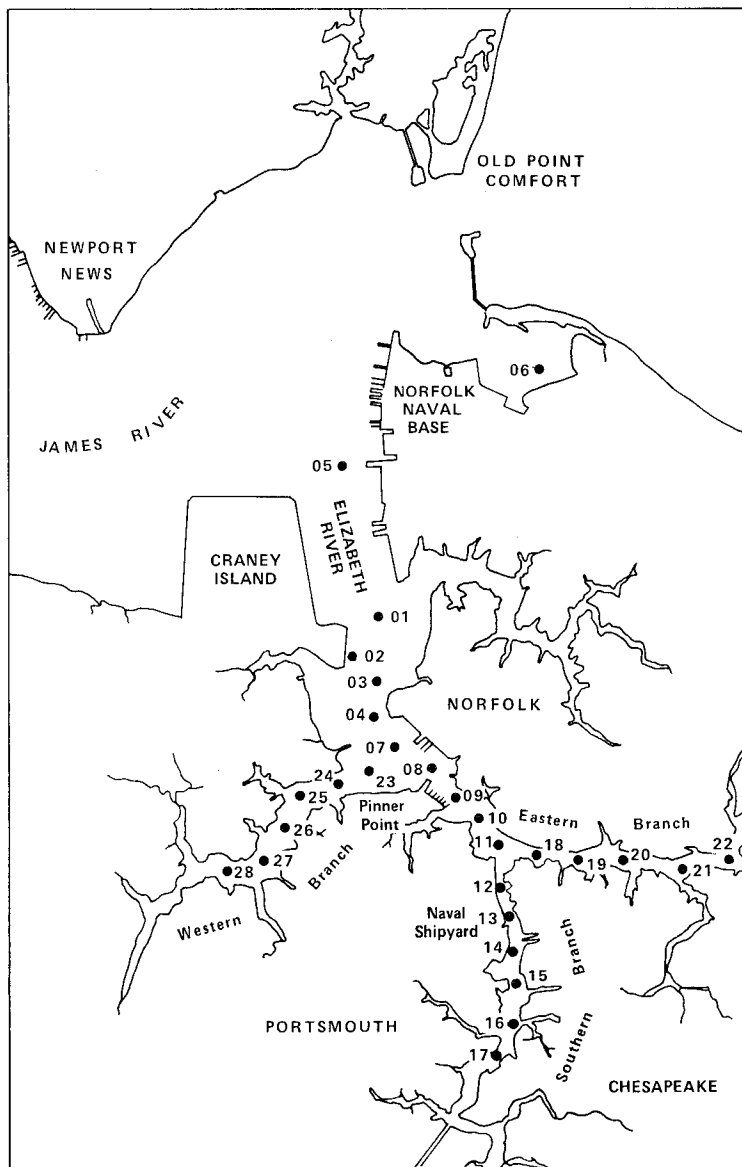 OLD POINT
COMFORT
NEWPORT
NEWS
06
NORFOLK
NAVAL
BASE
JAMES RIVER
05
ELIZABETH
RIVER
CRANEY
ISLAND
01
02
03
NORFOLK
04
07
08
23
24
25
09
Pinner
Point
10
Eastern Branch
26
11
18
19
20
22
21
27
28
Western Branch
12
Naval
Shipyard
13
14
15
Southern Branch
16
PORTSMOUTH
17
CHESAPEAKE